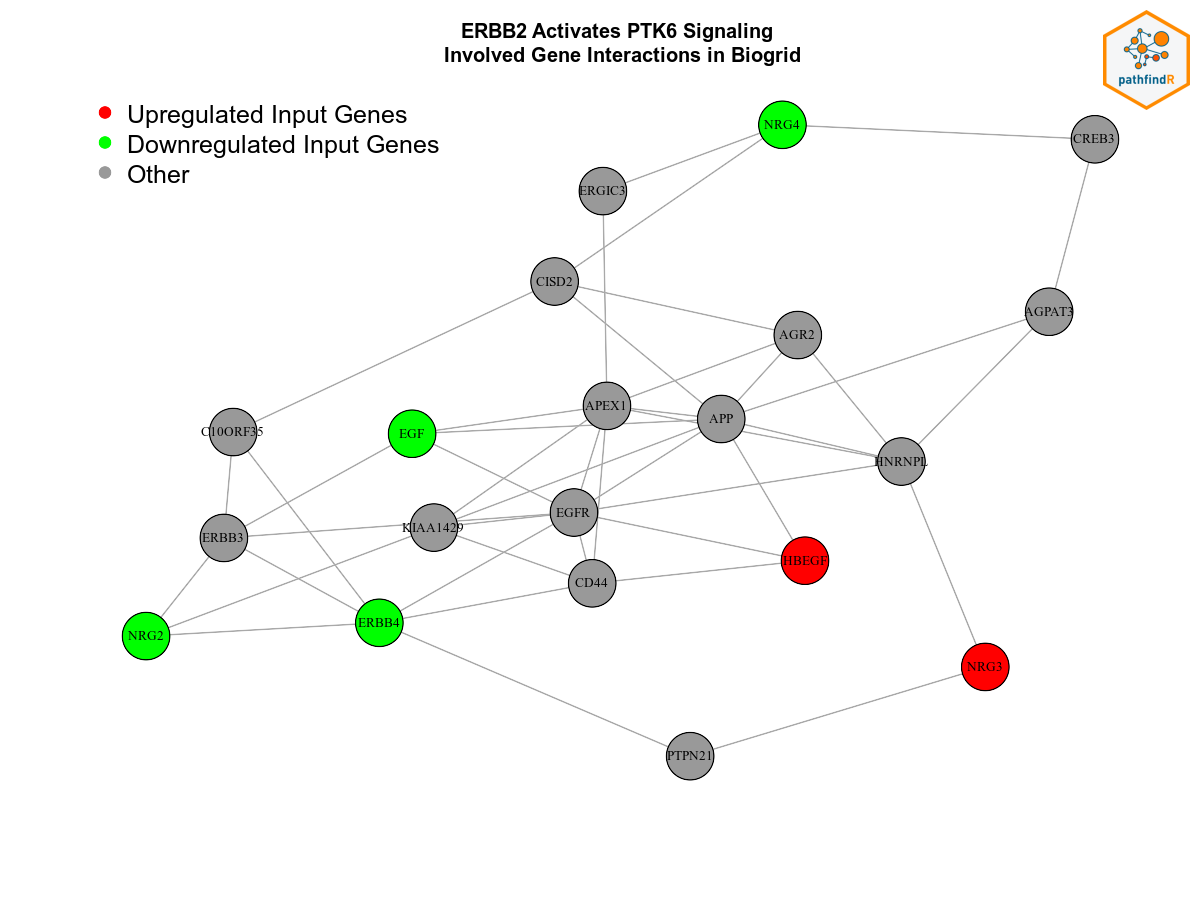 ERBB2 Activates PTK6 Signaling
Involved Gene Interactions in Biogrid
pathfindR
Upregulated Input Genes
Downregulated Input Genes
Other
NRG4
CREB3
ERGIC3
CISD2
AGPAT3
AGR2
APEX1
APP
C10ORF35
EGF
HNRNPL
EGFR
KIAA1429
ERBB3
HBEGF
CD44
ERBB4
NRG2
NRG3
PTPN21